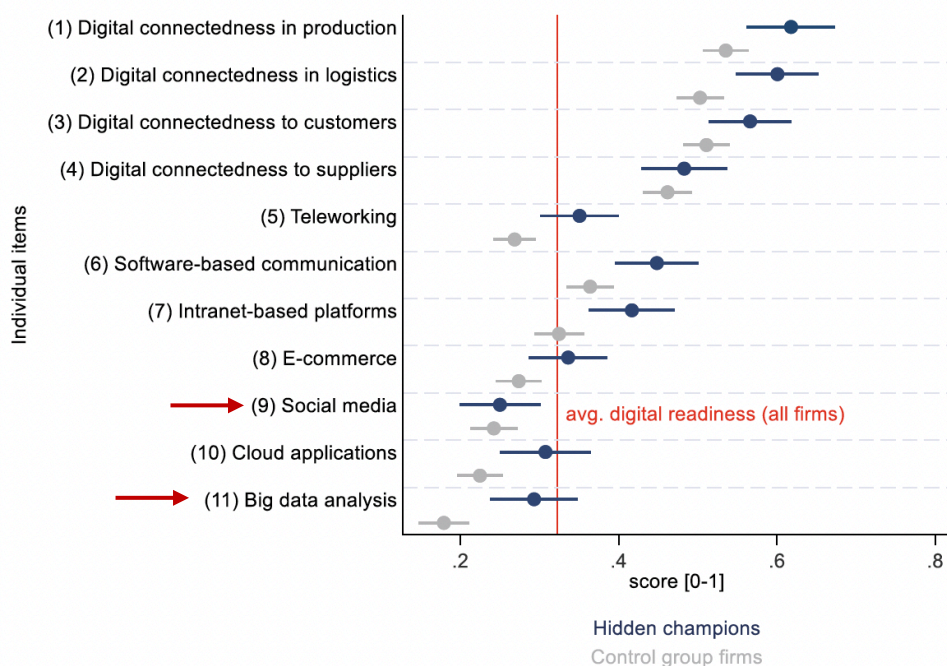 (1) Digital connectedness in production
(2) Digital connectedness in logistics
(3) Digital connectedness to customers
(4) Digital connectedness to suppliers
(5) Teleworking
(6) Software-based communication
(7) Intranet-based platforms
(8) E-commerce
(9) Social media
(10) Cloud applications
(11) Big data analysis
Individual items
avg. digital readiness (all firms)
.2 .4 .6 .8
score [0-1]
Hidden champions
Control group firms